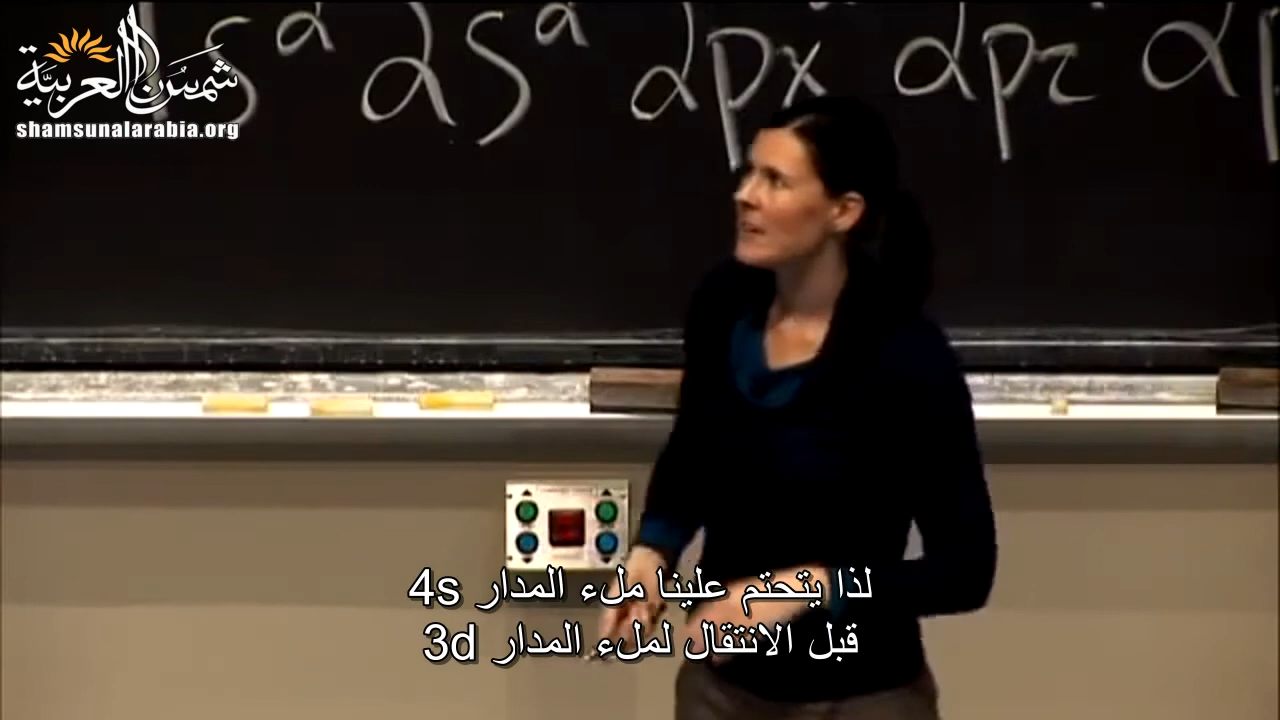 شمس العربية
shamsunalarabia.org
1s² 2s² 2px 2pz 2p
لذا يتحتم علينا ملء المدار 4s
قبل الانتقال لملء المدار 3d